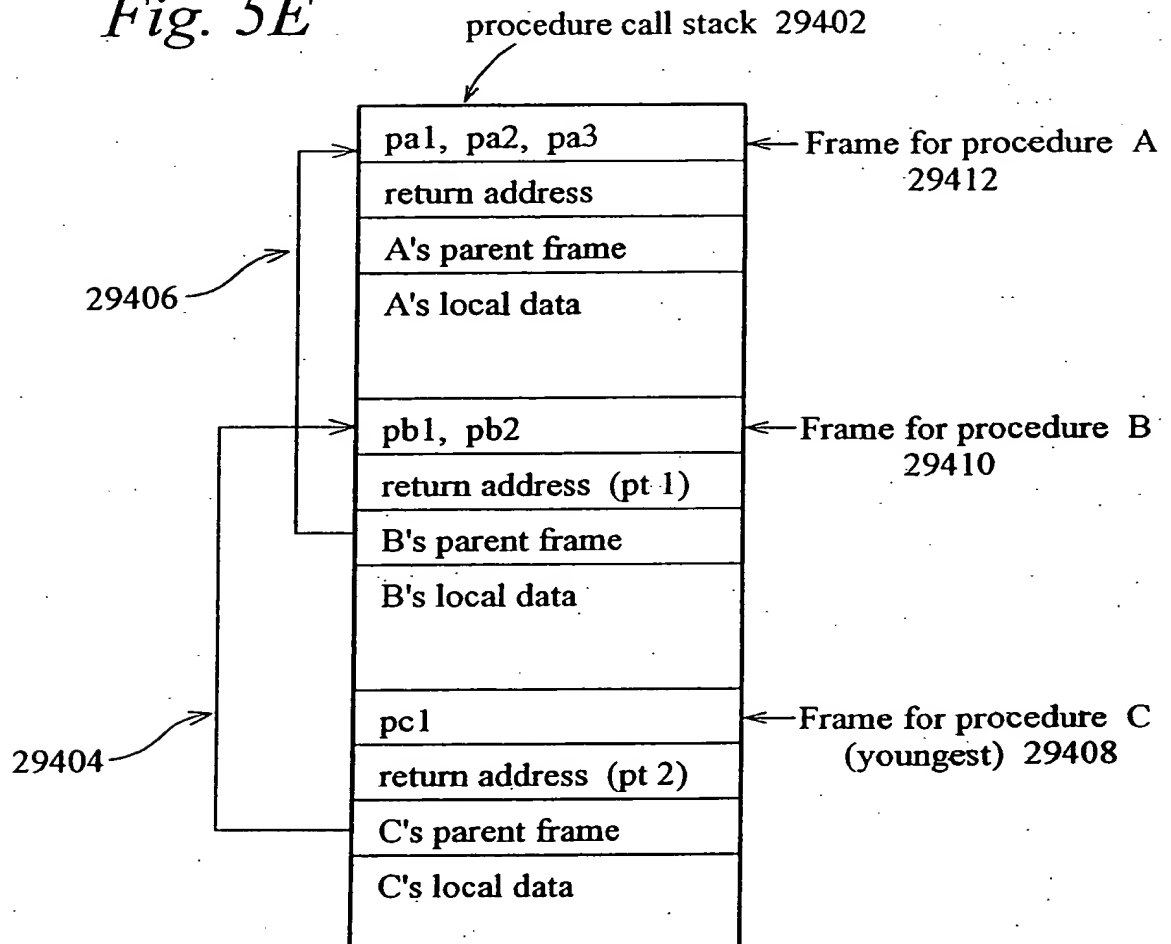 Fig. 5E
procedure call stack 29402
pa1, pa2, pa3
Frame for procedure A
29412
return address
A's parent frame
29406
A's local data
pb1, pb2
Frame for procedure B
29410
return address (pt 1)
B's parent frame
B's local data
pc1
Frame for procedure C
(youngest) 29408
29404
return address (pt 2)
C's parent frame
C's local data